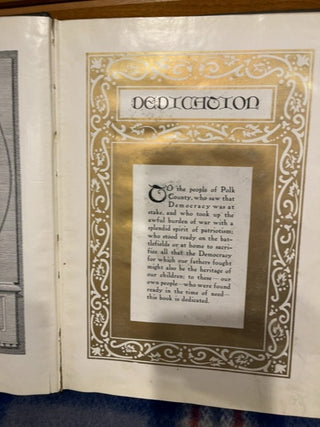 DEDICATION
TO the people of Polk
County, who saw that
Democracy was at
stake, and who took up the
awful burden of war with a
splendid spirit of patriotism;
who stood ready on the bat-
tlefields or at home to sacri-
fice all that the Democracy
for which our fathers fought
might also be the heritage of
our children; to these—our
own people—who were found
ready in the time of need—
this book is dedicated.